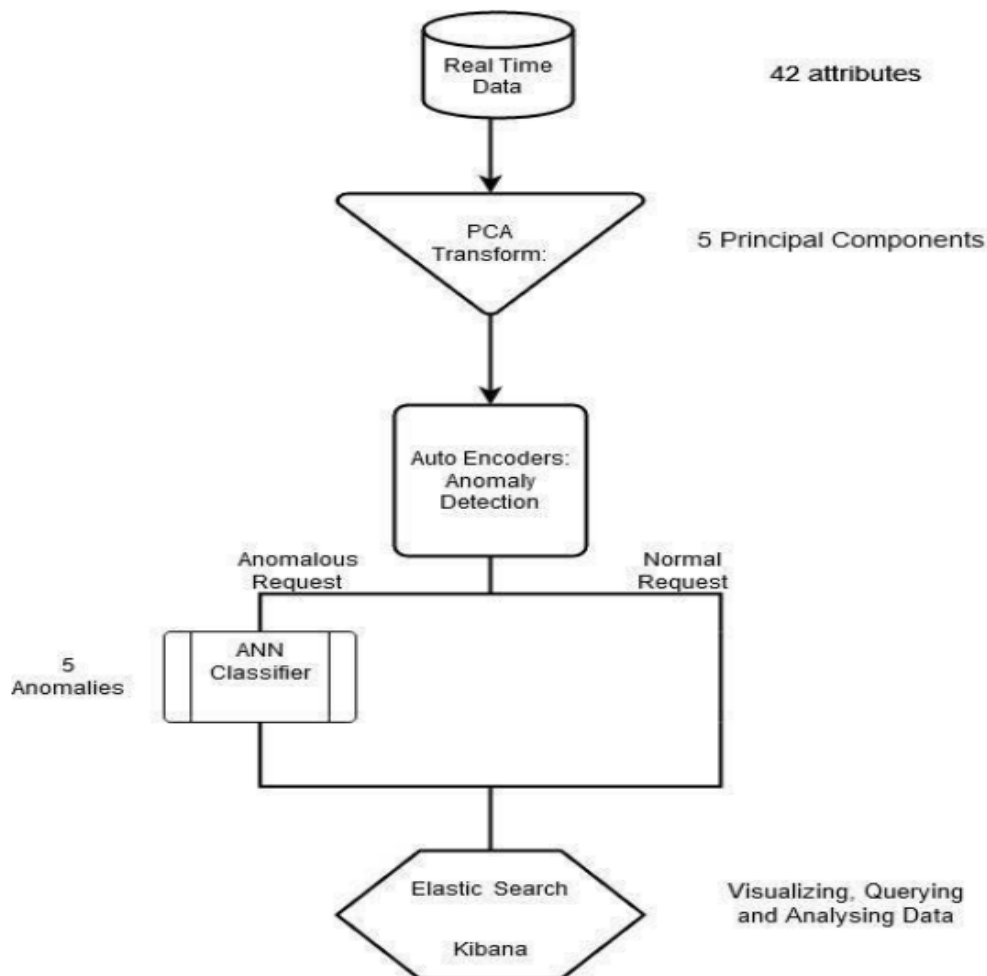 Real Time
Data
42 attributes
PCA
Transform:
5 Principal Components
Auto Encoders:
Anomaly
Detection
Anomalous
Request
Normal
Request
5
Anomalies
ANN
Classifier
Elastic Search
Kibana
Visualizing, Querying
and Analysing Data